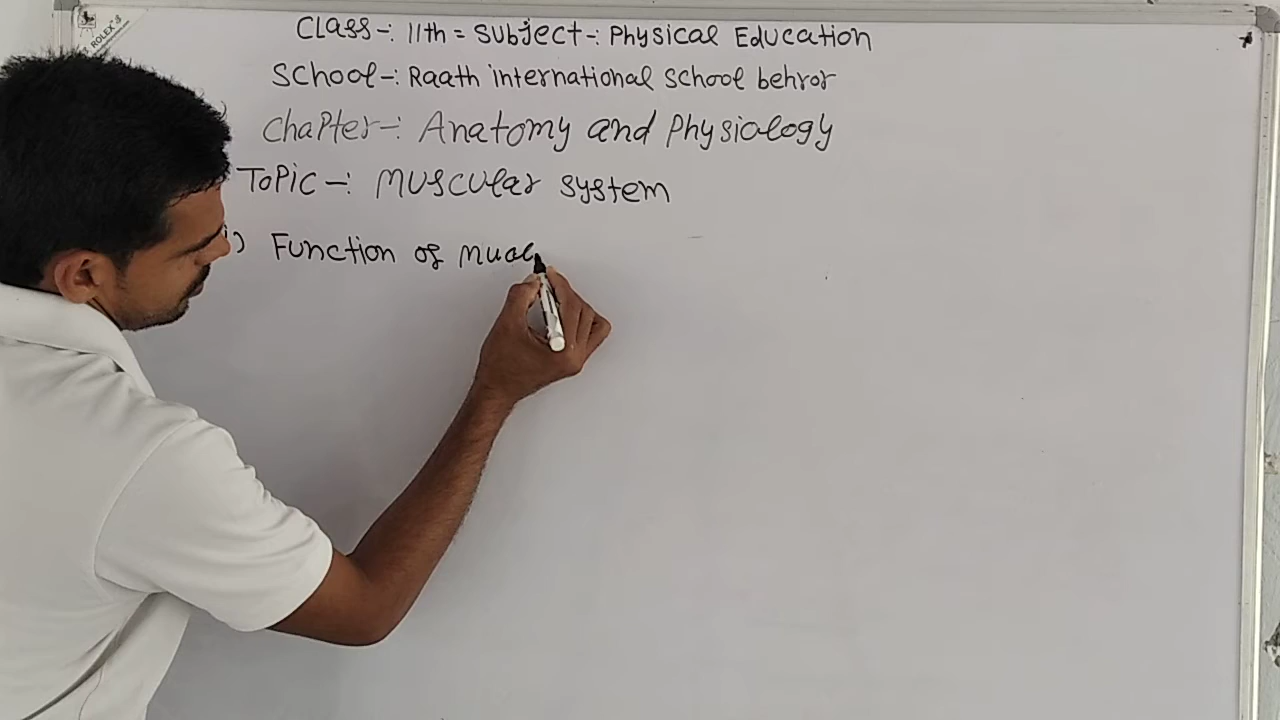 ROLEX
Class-: 11th = Subject-: Physical Education
School-: Raath international School behror
Chapter-: Anatomy and Physiology
Topic-: Muscular system
i) Function of